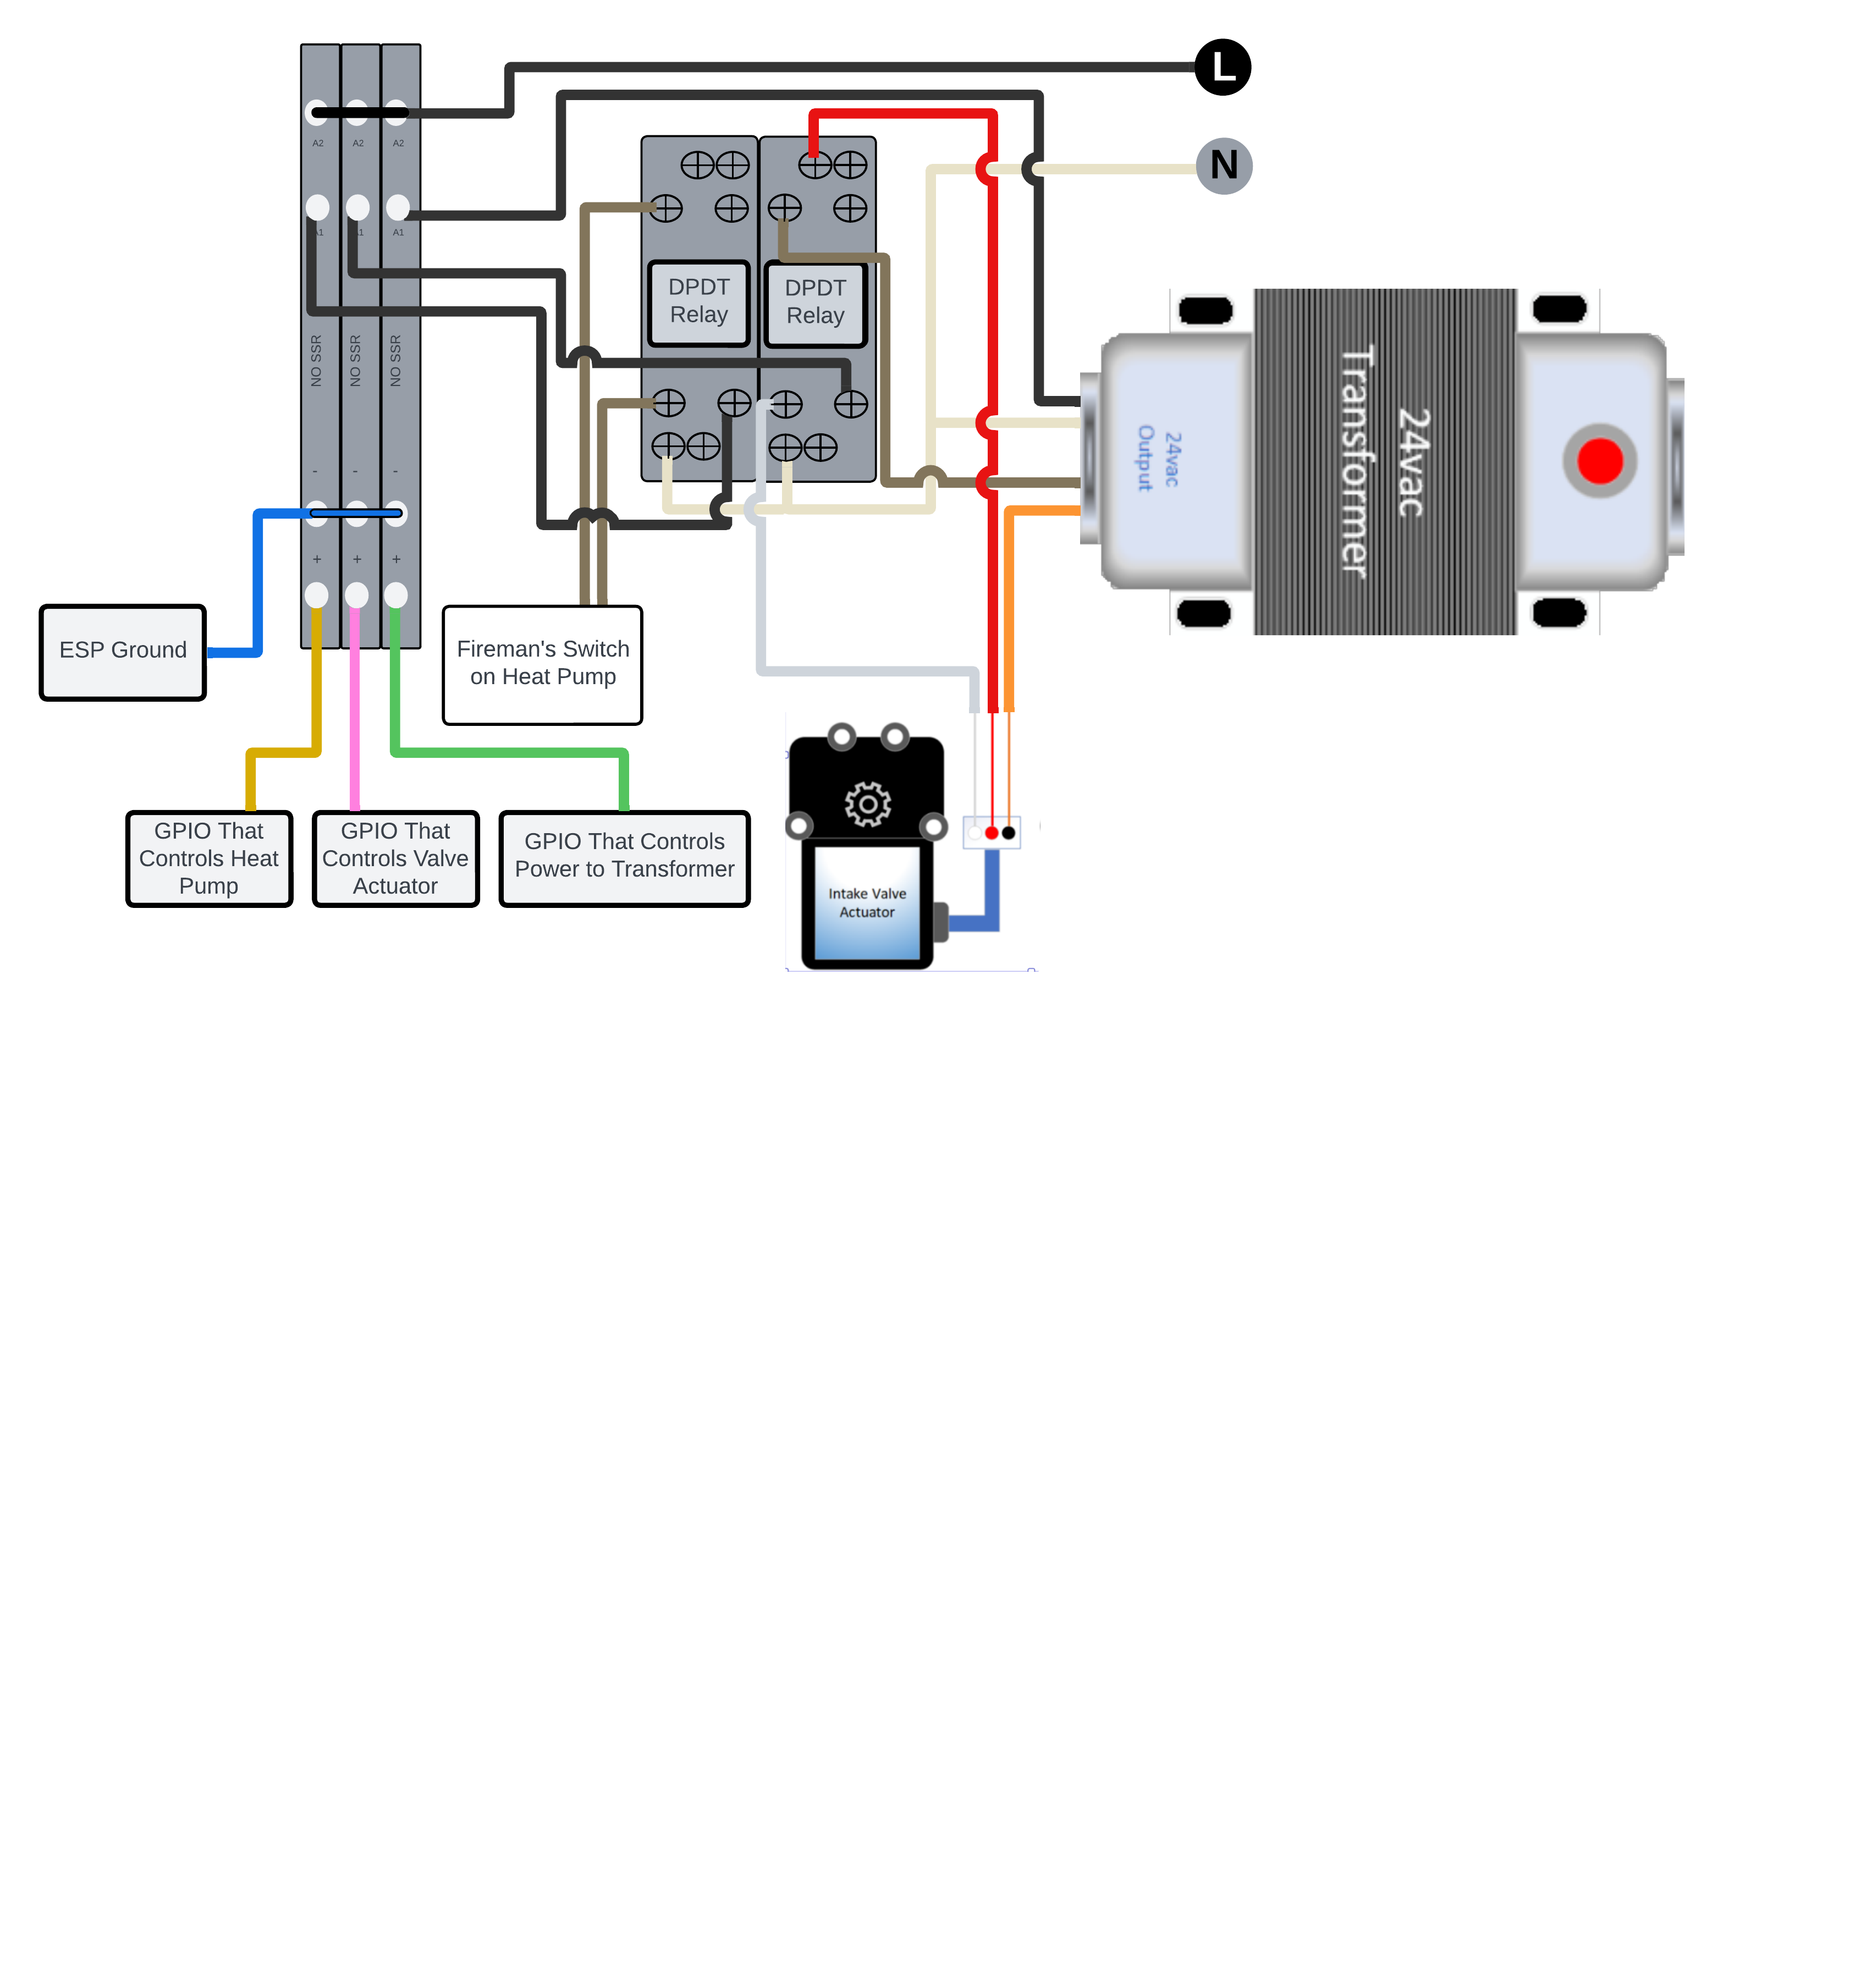 L
N
A2
A2
A2
A1
A1
A1
DPDT
Relay
DPDT
Relay
NO SSR
NO SSR
NO SSR
24vac
Transformer
24vac
Output
-
-
-
+
+
+
ESP Ground
Fireman's Switch
on Heat Pump
GPIO That
Controls Heat
Pump
GPIO That
Controls Valve
Actuator
GPIO That Controls
Power to Transformer
Intake Valve
Actuator